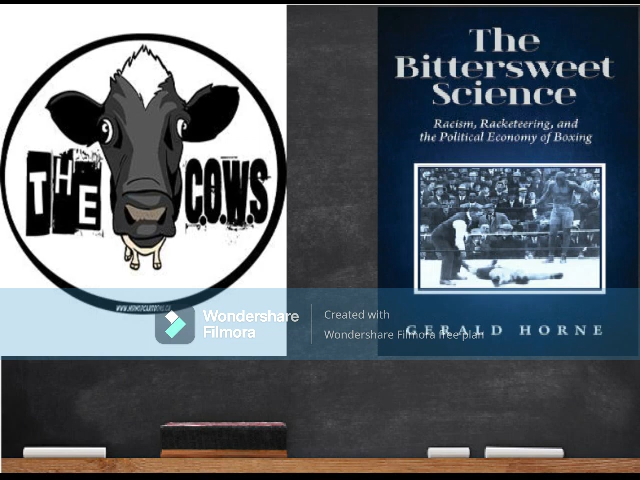 THE
C.O.W.S
The
Bittersweet
Science
Racism, Racketeering, and
the Political Economy of Boxing
GERALD HORNE
Wondershare
Filmora
Created with
Wondershare Filmora free plan